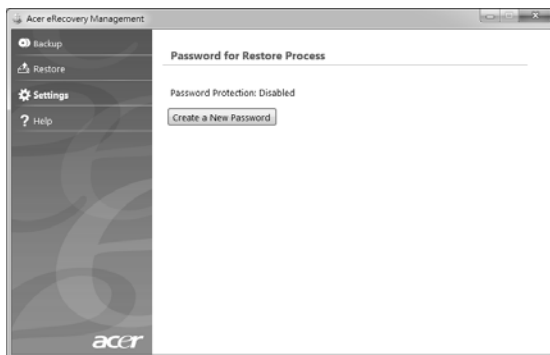 Acer eRecovery Management
Backup
Restore
Settings
? Help
Password for Restore Process
Password Protection: Disabled
Create a New Password
acer